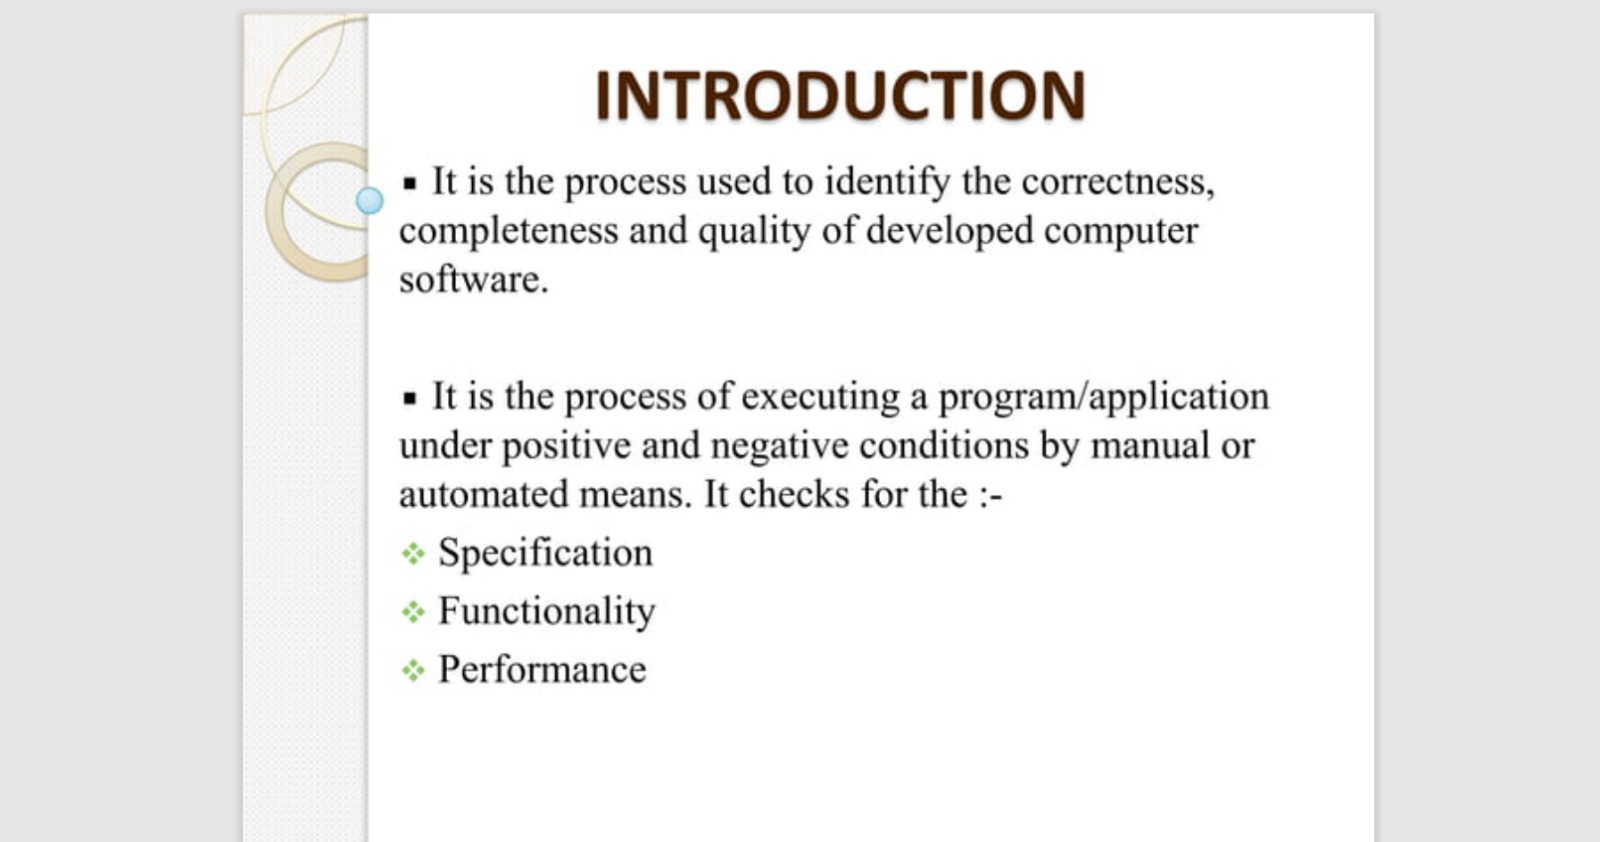 INTRODUCTION
▪ It is the process used to identify the correctness,
completeness and quality of developed computer
software.
▪ It is the process of executing a program/application
under positive and negative conditions by manual or
automated means. It checks for the :-
❖ Specification
❖ Functionality
❖ Performance